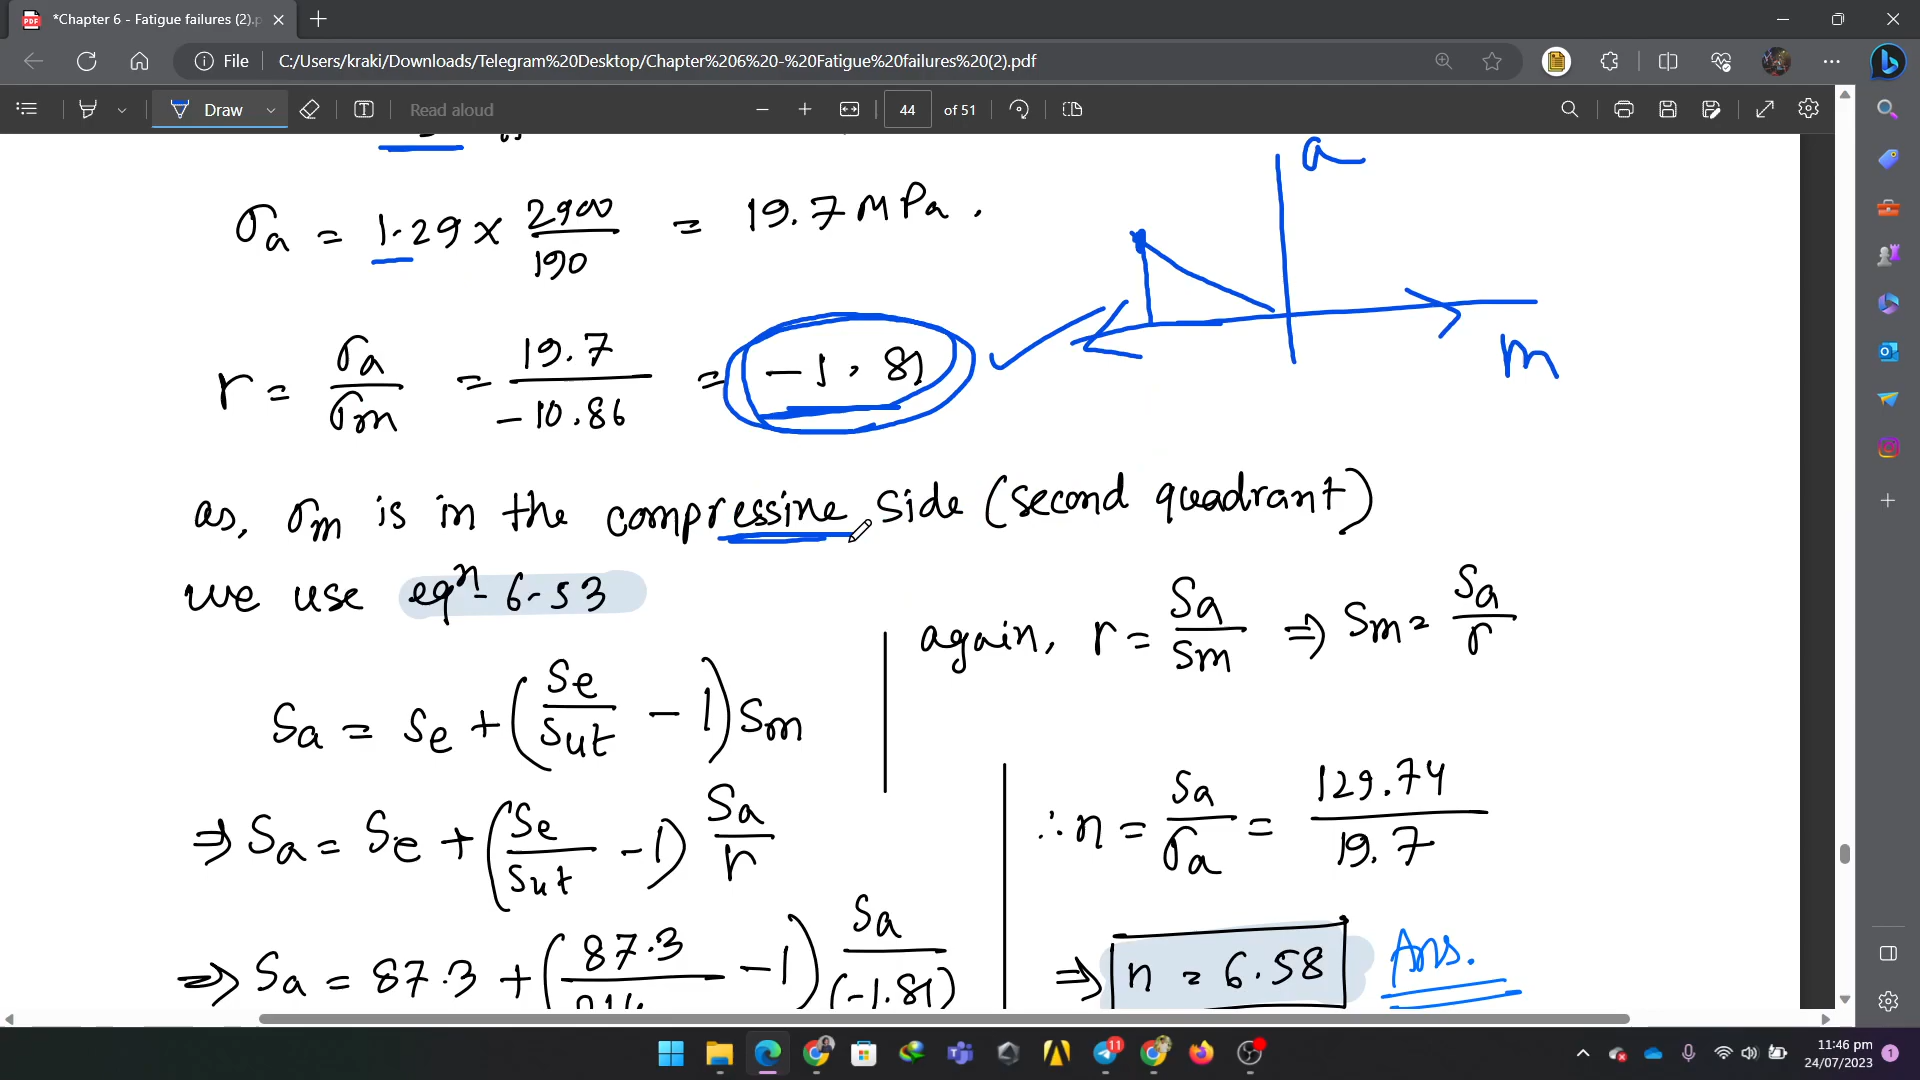 *Chapter 6 - Fatigue failures (2).p
File
C:/Users/kraki/Downloads/Telegram%20Desktop/Chapter%206%20-%20Fatigue%20failures%20(2).pdf
Draw
Read aloud
44 of 51
a
σa = 1.29 × 2900/190 = 19.7 MPa.
r = σa/σm = 19.7/-10.86 = -1.81
m
as, σm is in the compressine side (second quadrant)
we use eqn- 6-53
again, r = Sa/Sm ⇒ Sm = Sa/r
Sa = Se + (Se/Sut - 1) Sm
⇒ Sa = Se + (Se/Sut - 1) Sa/r
∴ n = Sa/σa = 129.74/19.7
⇒ Sa = 87.3 + (87.3/ - 1) Sa/(-1.81)
⇒ n = 6.58 Ans.
11
11:46 pm
24/07/2023
1